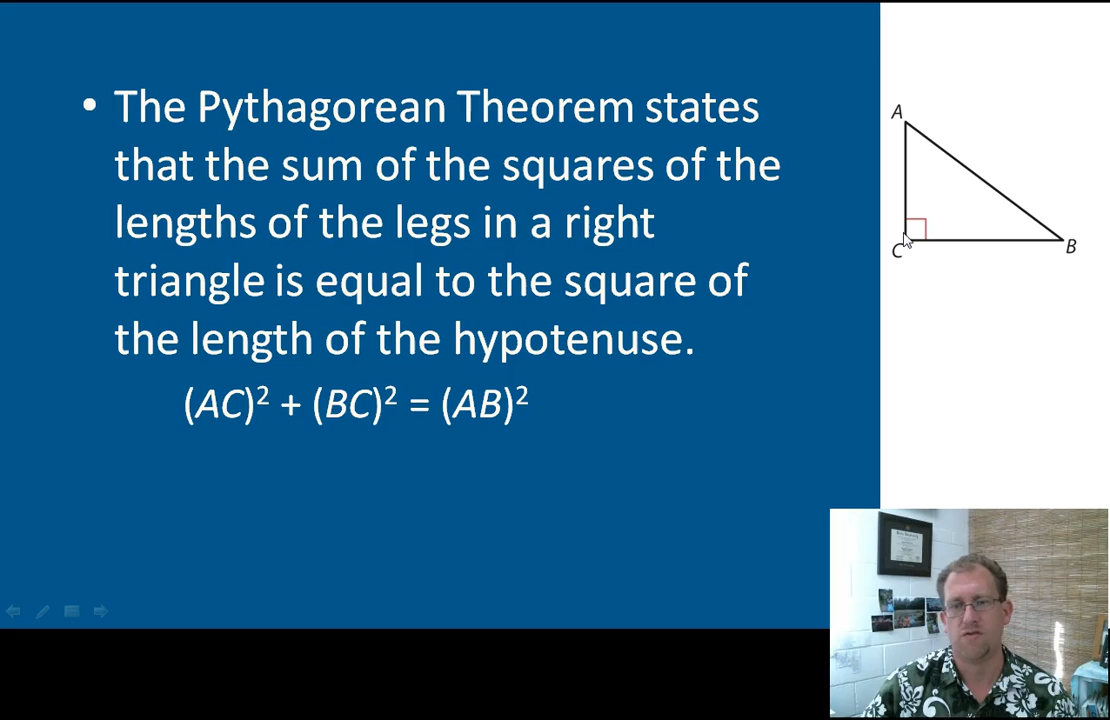 • The Pythagorean Theorem states
that the sum of the squares of the
lengths of the legs in a right
triangle is equal to the square of
the length of the hypotenuse.
(AC)² + (BC)² = (AB)²
A
C
B